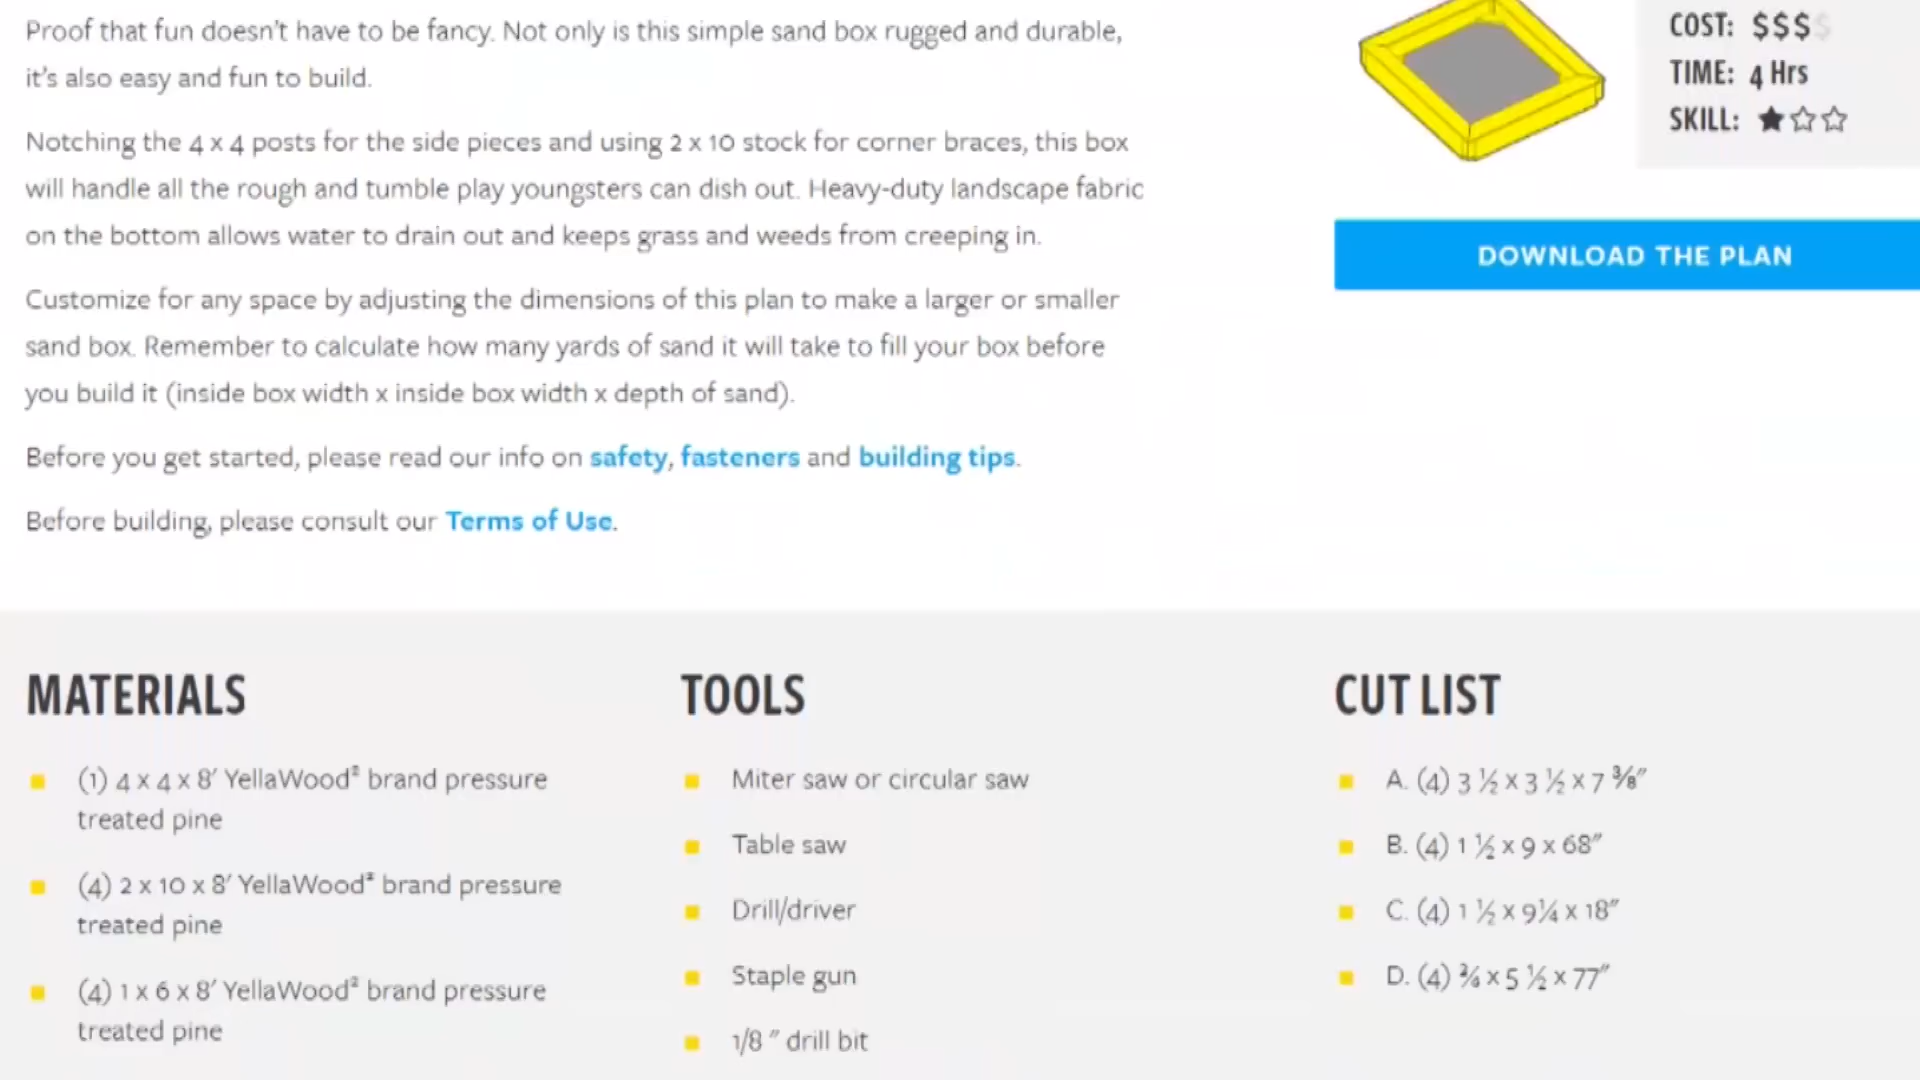 Proof that fun doesn't have to be fancy. Not only is this simple sand box rugged and durable,
it's also easy and fun to build.
Notching the 4 x 4 posts for the side pieces and using 2 x 10 stock for corner braces, this box
will handle all the rough and tumble play youngsters can dish out. Heavy-duty landscape fabric
on the bottom allows water to drain out and keeps grass and weeds from creeping in.
Customize for any space by adjusting the dimensions of this plan to make a larger or smaller
sand box. Remember to calculate how many yards of sand it will take to fill your box before
you build it (inside box width x inside box width x depth of sand).
Before you get started, please read our info on safety, fasteners and building tips.
Before building, please consult our Terms of Use.
COST: $$$$
TIME: 4 Hrs
SKILL: ★☆☆
DOWNLOAD THE PLAN
MATERIALS
(1) 4 x 4 x 8′ YellaWood® brand pressure
treated pine
(4) 2 x 10 x 8′ YellaWood® brand pressure
treated pine
(4) 1 x 6 x 8′ YellaWood® brand pressure
treated pine
TOOLS
Miter saw or circular saw
Table saw
Drill/driver
Staple gun
1/8 ″ drill bit
CUT LIST
A. (4) 3 ½ x 3 ½ x 7 ⅜″
B. (4) 1 ½ x 9 x 68″
C. (4) 1 ½ x 9¼ x 18″
D. (4) ¾ x 5 ½ x 77″